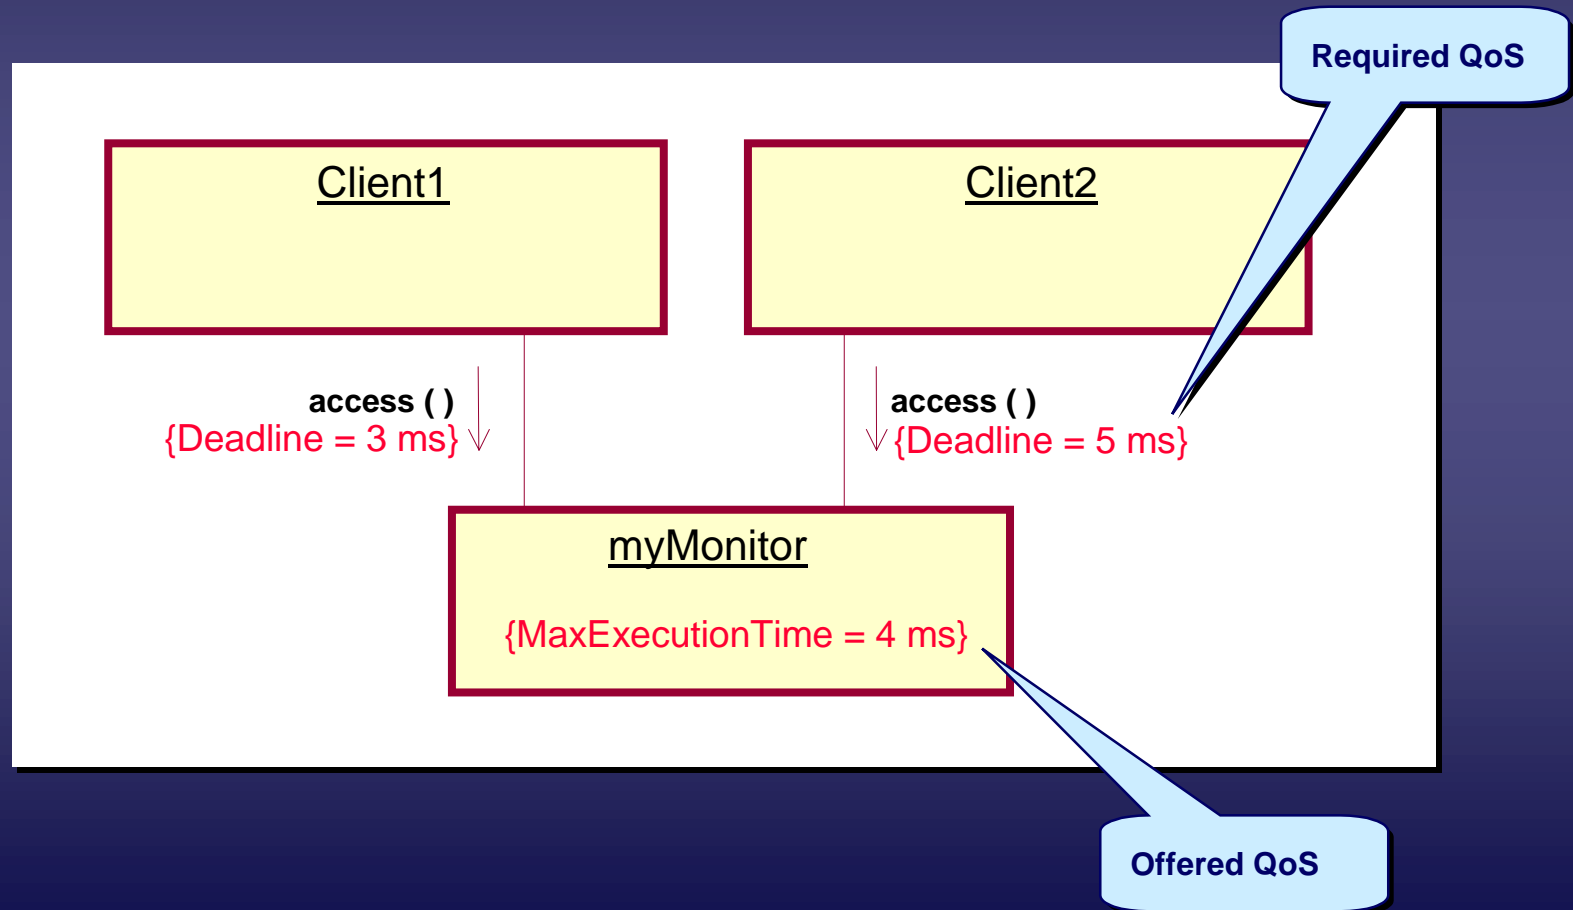 Required QoS
Client1
Client2
access ( )
{Deadline = 3 ms}
access ( )
{Deadline = 5 ms}
myMonitor
{MaxExecutionTime = 4 ms}
Offered QoS